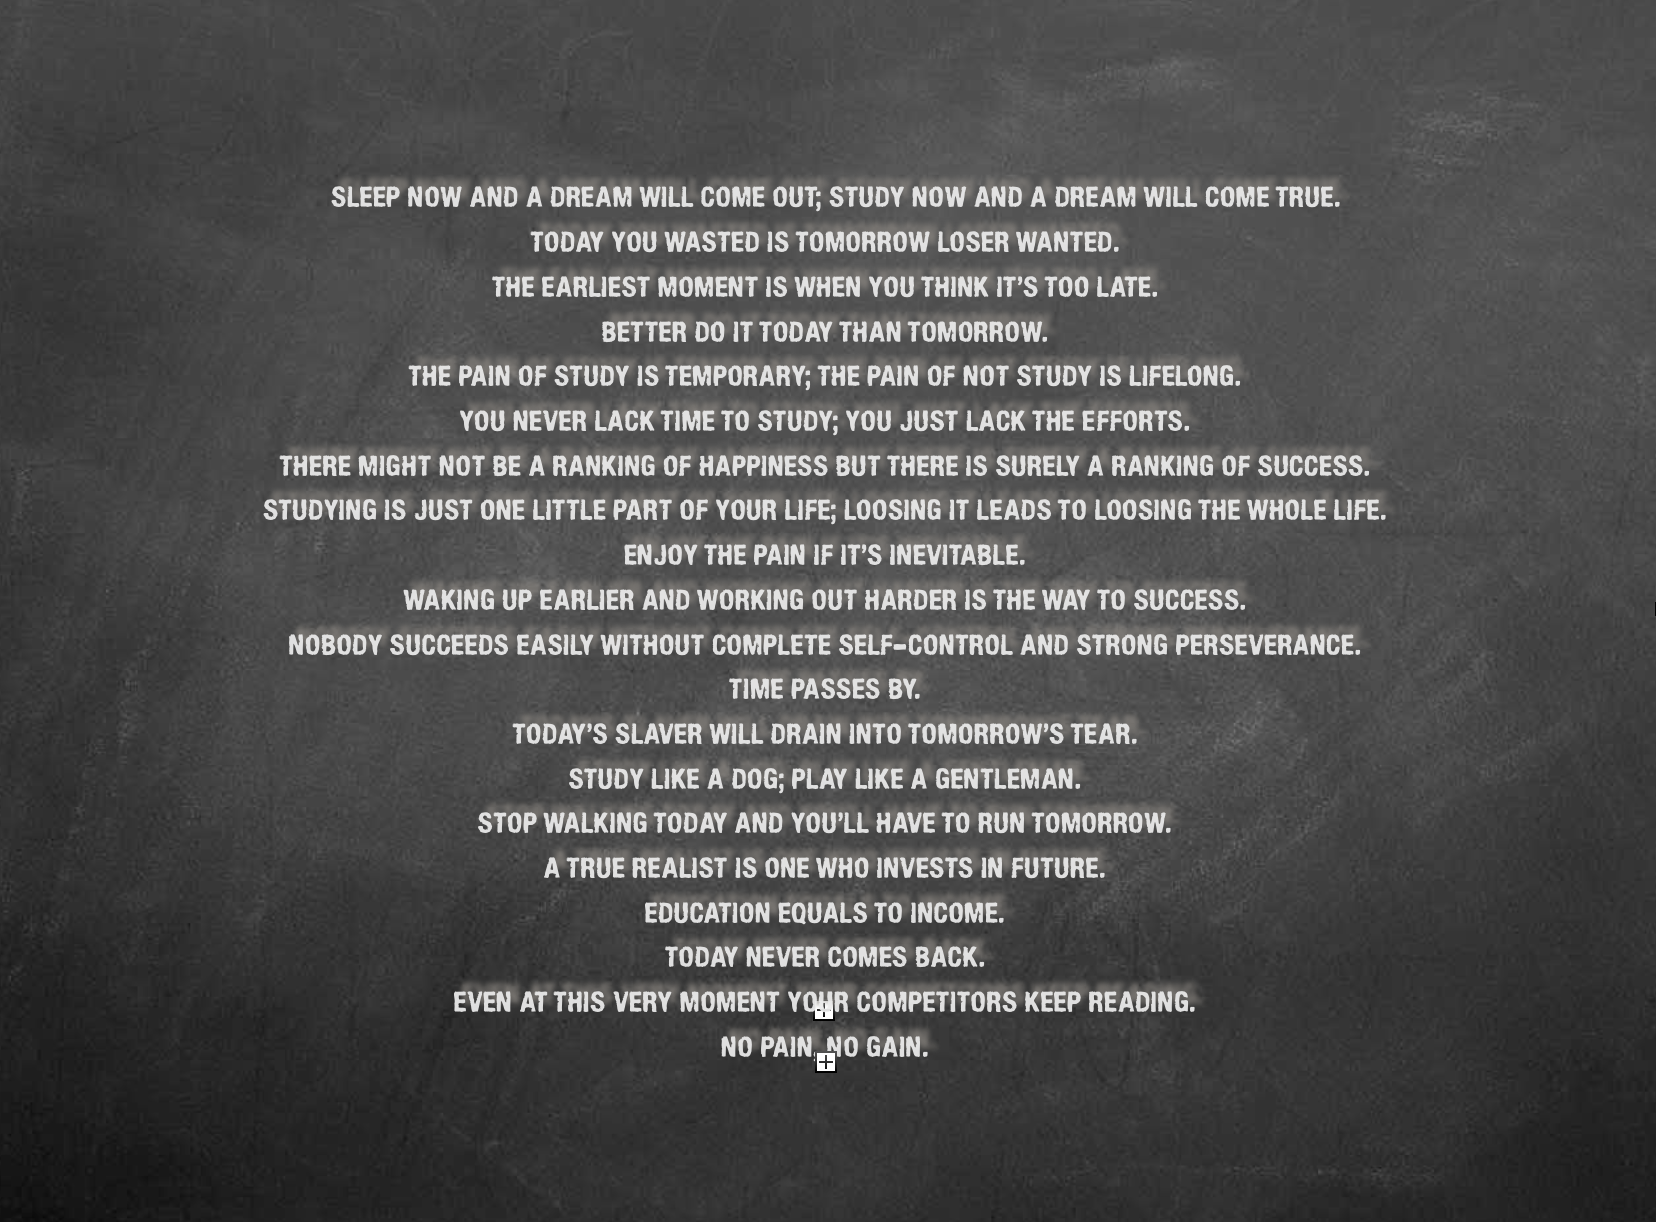 SLEEP NOW AND A DREAM WILL COME OUT; STUDY NOW AND A DREAM WILL COME TRUE.
TODAY YOU WASTED IS TOMORROW LOSER WANTED.
THE EARLIEST MOMENT IS WHEN YOU THINK IT'S TOO LATE.
BETTER DO IT TODAY THAN TOMORROW.
THE PAIN OF STUDY IS TEMPORARY; THE PAIN OF NOT STUDY IS LIFELONG.
YOU NEVER LACK TIME TO STUDY; YOU JUST LACK THE EFFORTS.
THERE MIGHT NOT BE A RANKING OF HAPPINESS BUT THERE IS SURELY A RANKING OF SUCCESS.
STUDYING IS JUST ONE LITTLE PART OF YOUR LIFE; LOOSING IT LEADS TO LOOSING THE WHOLE LIFE.
ENJOY THE PAIN IF IT'S INEVITABLE.
WAKING UP EARLIER AND WORKING OUT HARDER IS THE WAY TO SUCCESS.
NOBODY SUCCEEDS EASILY WITHOUT COMPLETE SELF-CONTROL AND STRONG PERSEVERANCE.
TIME PASSES BY.
TODAY'S SLAVER WILL DRAIN INTO TOMORROW'S TEAR.
STUDY LIKE A DOG; PLAY LIKE A GENTLEMAN.
STOP WALKING TODAY AND YOU'LL HAVE TO RUN TOMORROW.
A TRUE REALIST IS ONE WHO INVESTS IN FUTURE.
EDUCATION EQUALS TO INCOME.
TODAY NEVER COMES BACK.
EVEN AT THIS VERY MOMENT YOUR COMPETITORS KEEP READING.
NO PAIN, NO GAIN.